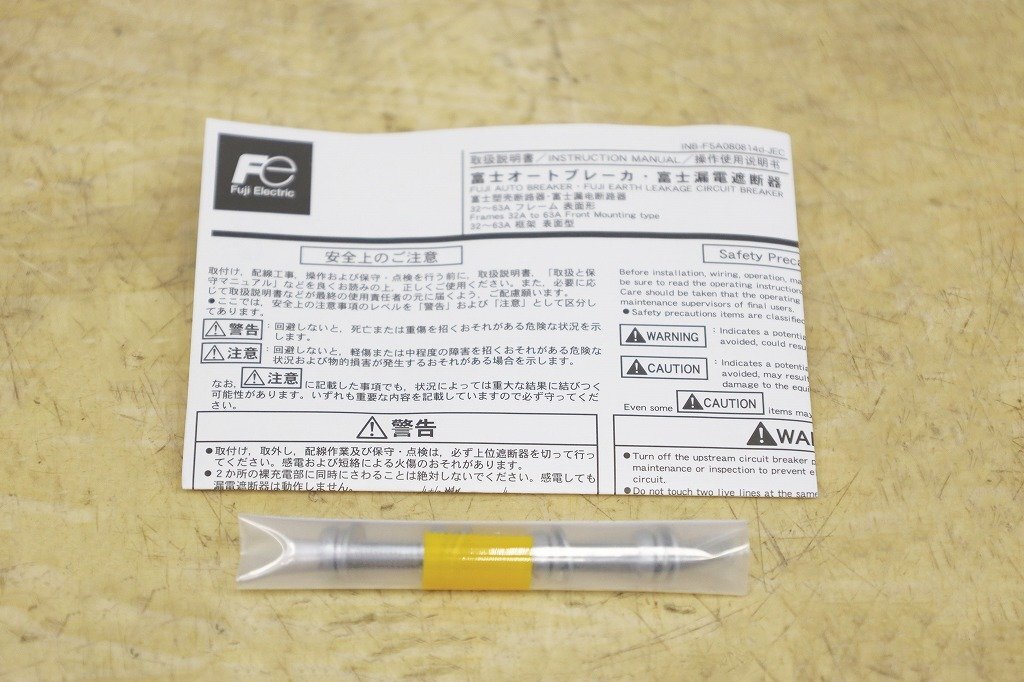 Fe
Fuji Electric
INB-F5A080814d-JEC
取扱説明書／INSTRUCTION MANUAL／操作使用说明书
富士オートブレーカ・富士漏電遮断器
FUJI AUTO BREAKER・FUJI EARTH LEAKAGE CIRCUIT BREAKER
富士塑壳断路器・富士漏电断路器
32～63A フレーム 表面形
Frames 32A to 63A Front Mounting type
32～63A 框架 表面型
安全上のご注意
取付け，配線工事，操作および保守・点検を行う前に，取扱説明書，「取扱と保
守マニュアル」などを良くお読みの上，正しくご使用ください。また，必要に応
じて取扱説明書などが最終の使用責任者の元に届くよう，ご配慮願います。
●ここでは，安全上の注意事項のレベルを「警告」および「注意」として区分し
てあります。
警告：回避しないと，死亡または重傷を招くおそれがある危険な状況を示
します。
注意：回避しないと，軽傷または中程度の障害を招くおそれがある危険な
状況および物的損害が発生するおそれがある場合を示します。
なお，注意に記載した事項でも，状況によっては重大な結果に結びつく
可能性があります。いずれも重要な内容を記載していますので必ず守ってくだ
さい。
警告
●取付け，取外し，配線作業及び保守・点検は，必ず上位遮断器を切って行っ
てください。感電および短絡による火傷のおそれがあります。
●２か所の裸充電部に同時にさわることは絶対しないでください。感電しても
漏電遮断器は動作しません。
Safety Prec
Before installation, wiring, operation, ma
be sure to read the operating instruction
Care should be taken that the operating
maintenance supervisors of final users.
● Safety precautions items are classified
WARNING : Indicates a potentia
avoided, could resu
CAUTION : Indicates a potentia
avoided, may result
damage to the equi
Even some CAUTION items may
WAR
● Turn off the upstream circuit breaker
maintenance or inspection to prevent e
circuit.
● Do not touch two live lines at the same